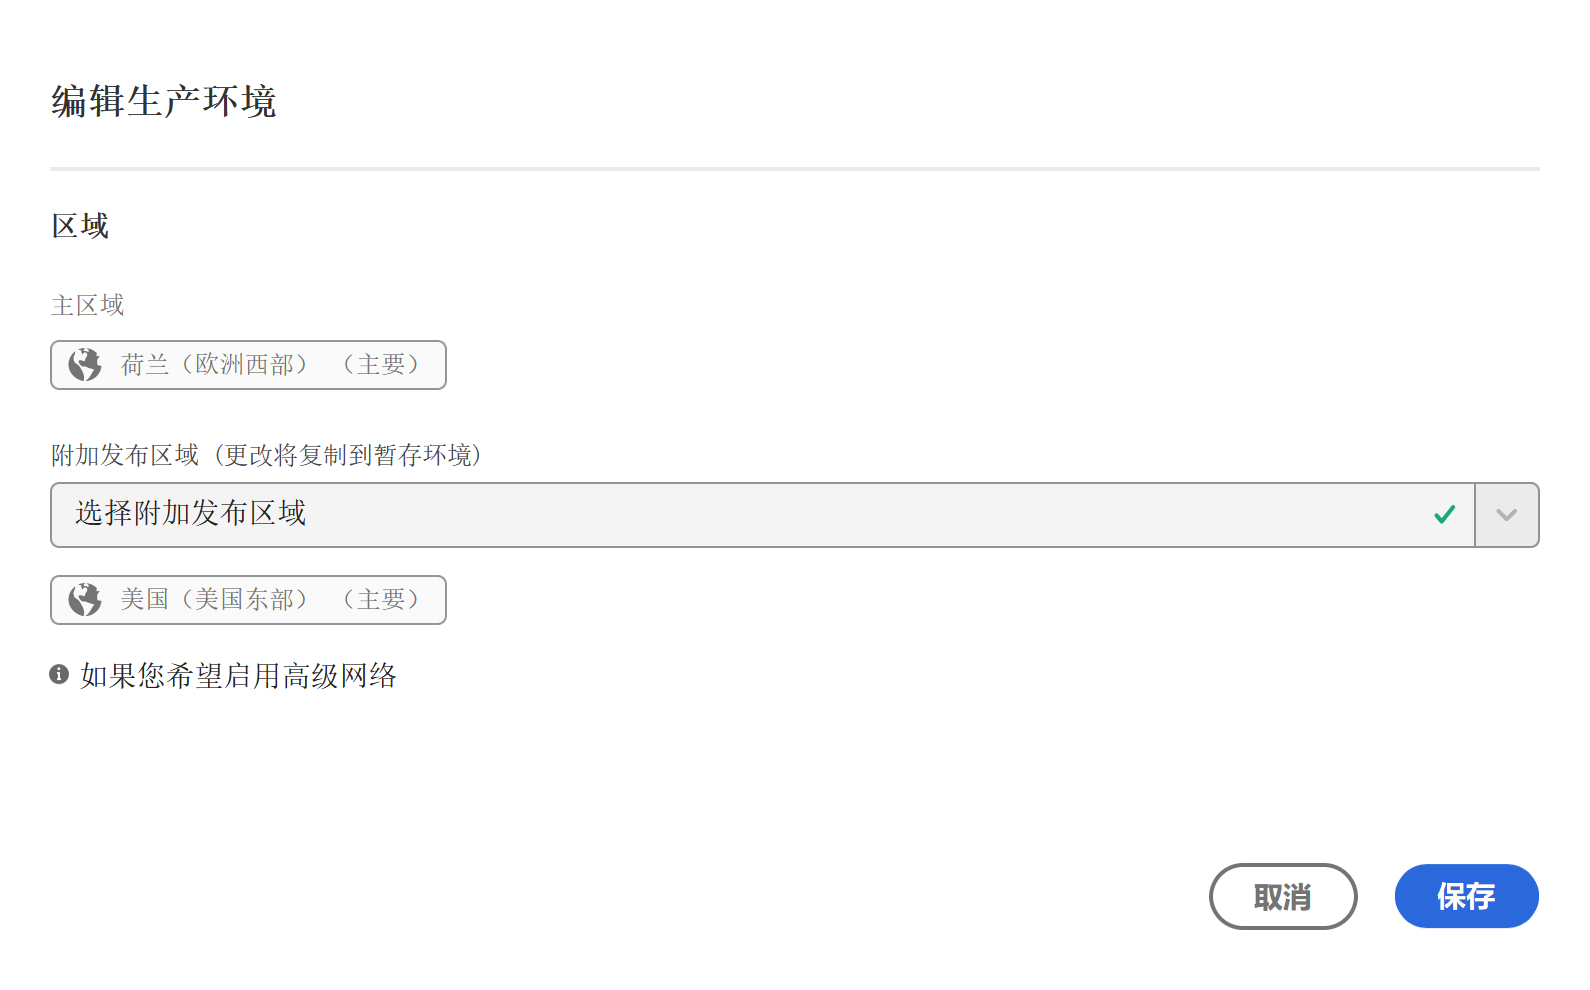 编辑生产环境
区域
主区域
荷兰（欧洲西部） （主要）
附加发布区域（更改将复制到暂存环境）
选择附加发布区域
美国（美国东部） （主要）
如果您希望启用高级网络
取消
保存